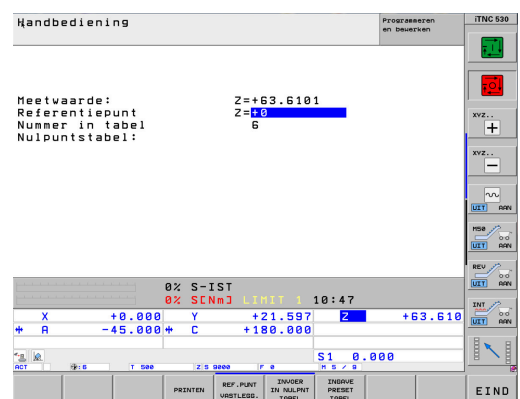 Handbediening
Programmeren
en bewerken
iTNC 530
Meetwaarde: Z=+63.6101
Referentiepunt Z=+0
Nummer in tabel 6
Nulpuntstabel:
XYZ..
+
XYZ..
−
UIT AAN
M50
UIT AAN
REV
UIT AAN
INT
UIT AAN
0% S-IST
0% S[Nm] LIMIT 1 10:47
X +0.000 Y +21.597 Z +63.610
A -45.000 C +180.000
S1 0.000
ACT : 6 T 500 Z S 9000 F 0 M 5 / 9
PRINTEN
REF.PUNT
VASTLEGG.
INVOER
IN NULPNT
TABEL
INGAVE
PRESET
TABEL
EIND